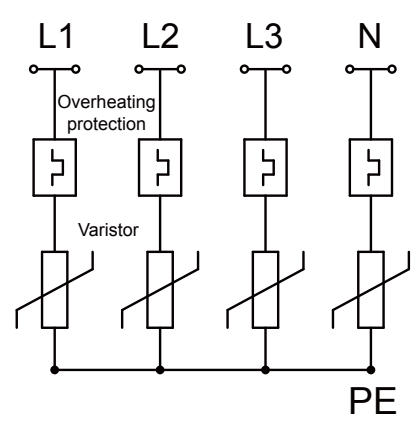 L1 L2 L3 N
Overheating
protection
Varistor
PE